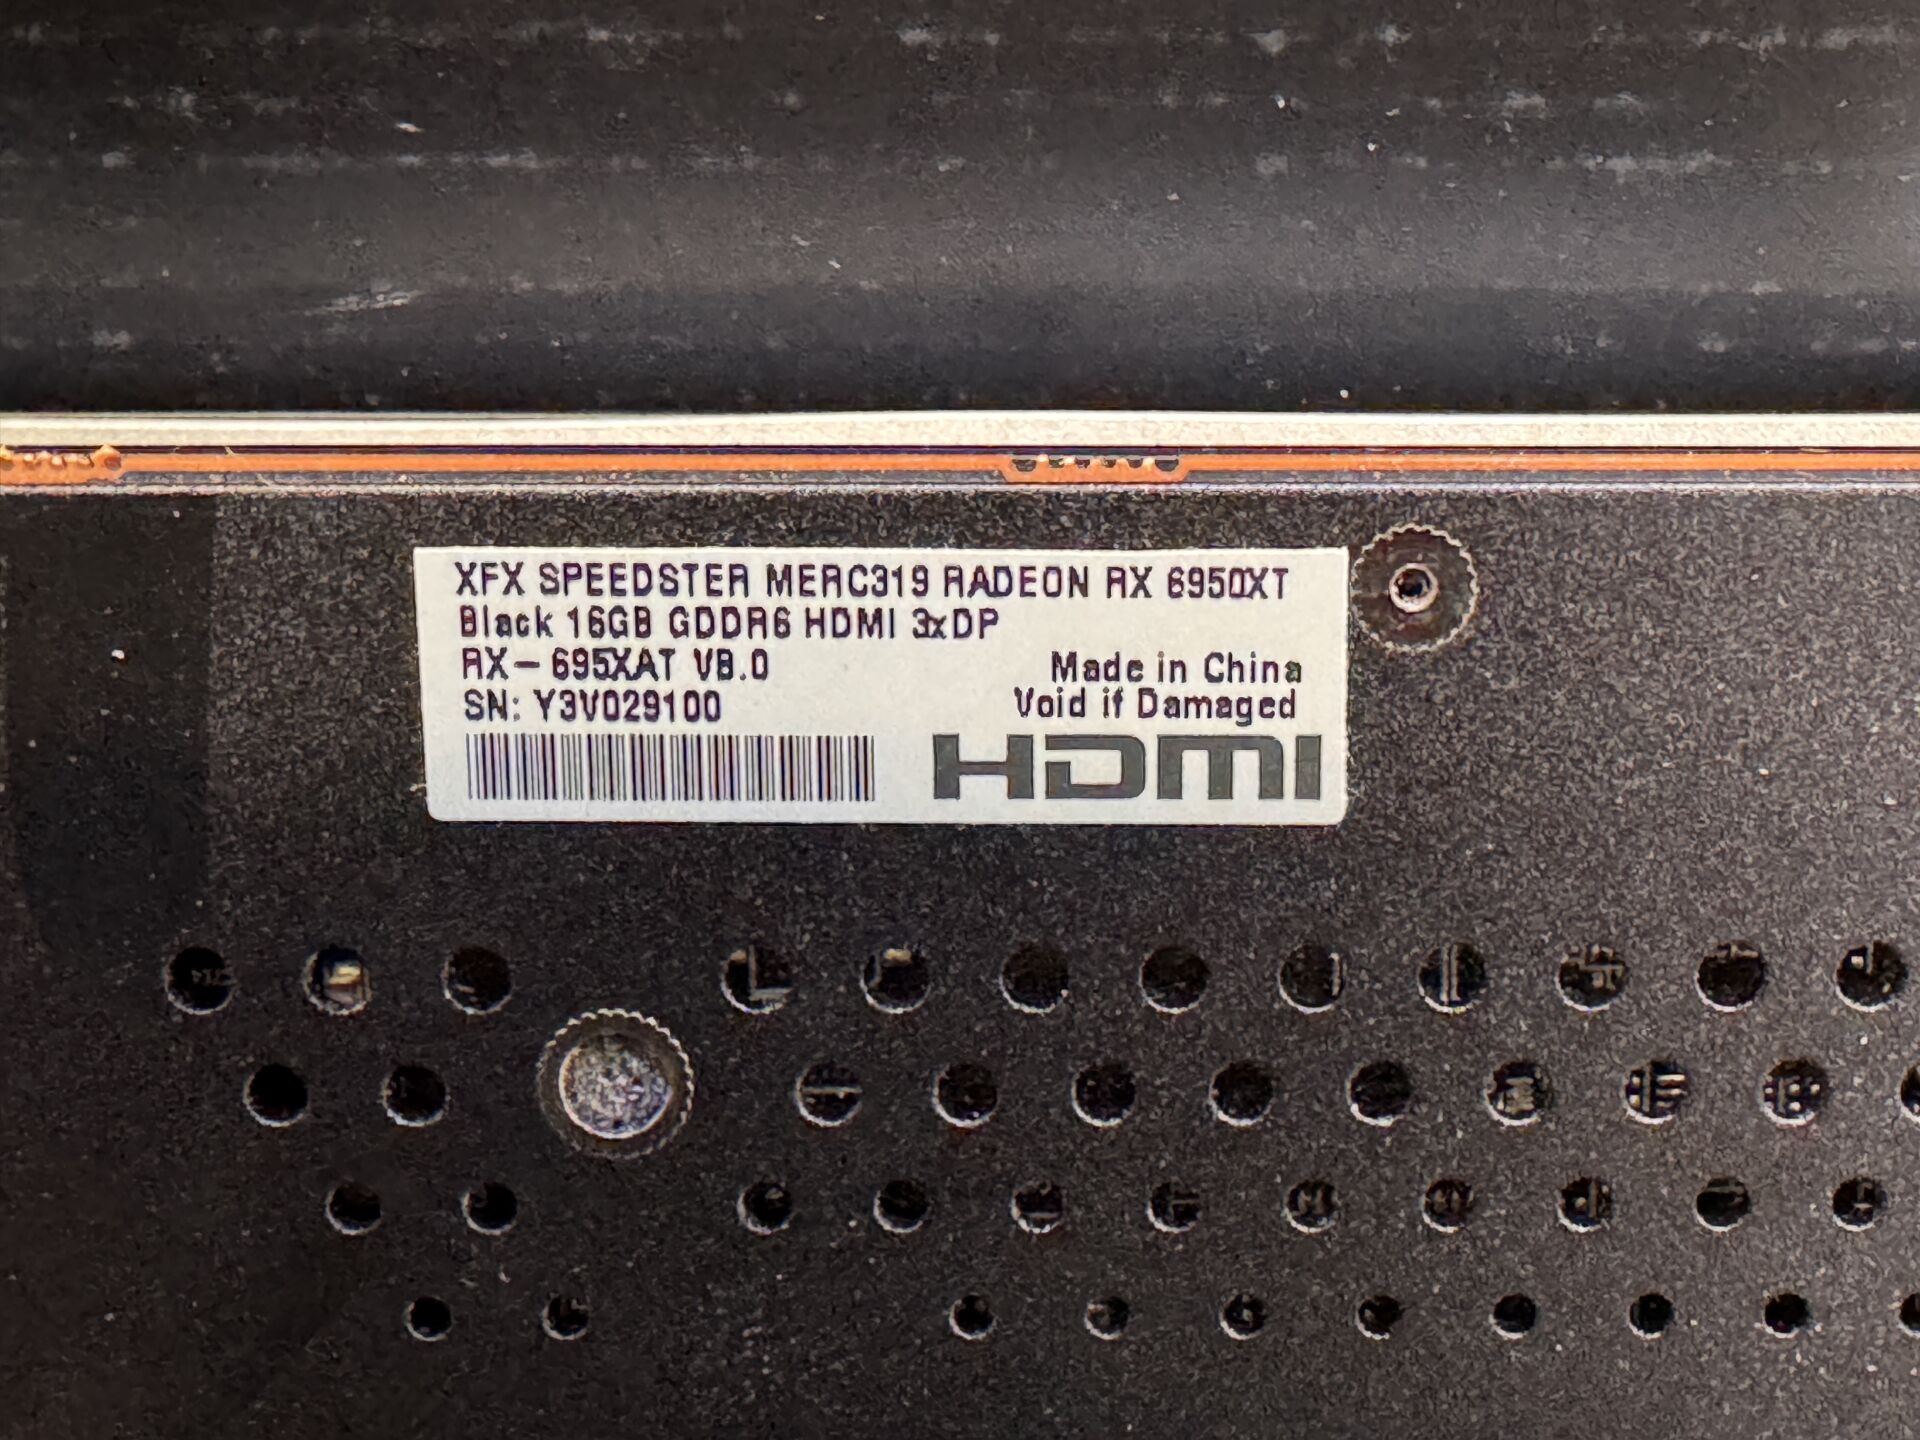 XFX SPEEDSTER MERC319 RADEON RX 6950XT
Black 16GB GDDR6 HDMI 3xDP
RX-695XAT V8.0
Made in China
SN: Y3V029100
Void if Damaged
HDMI